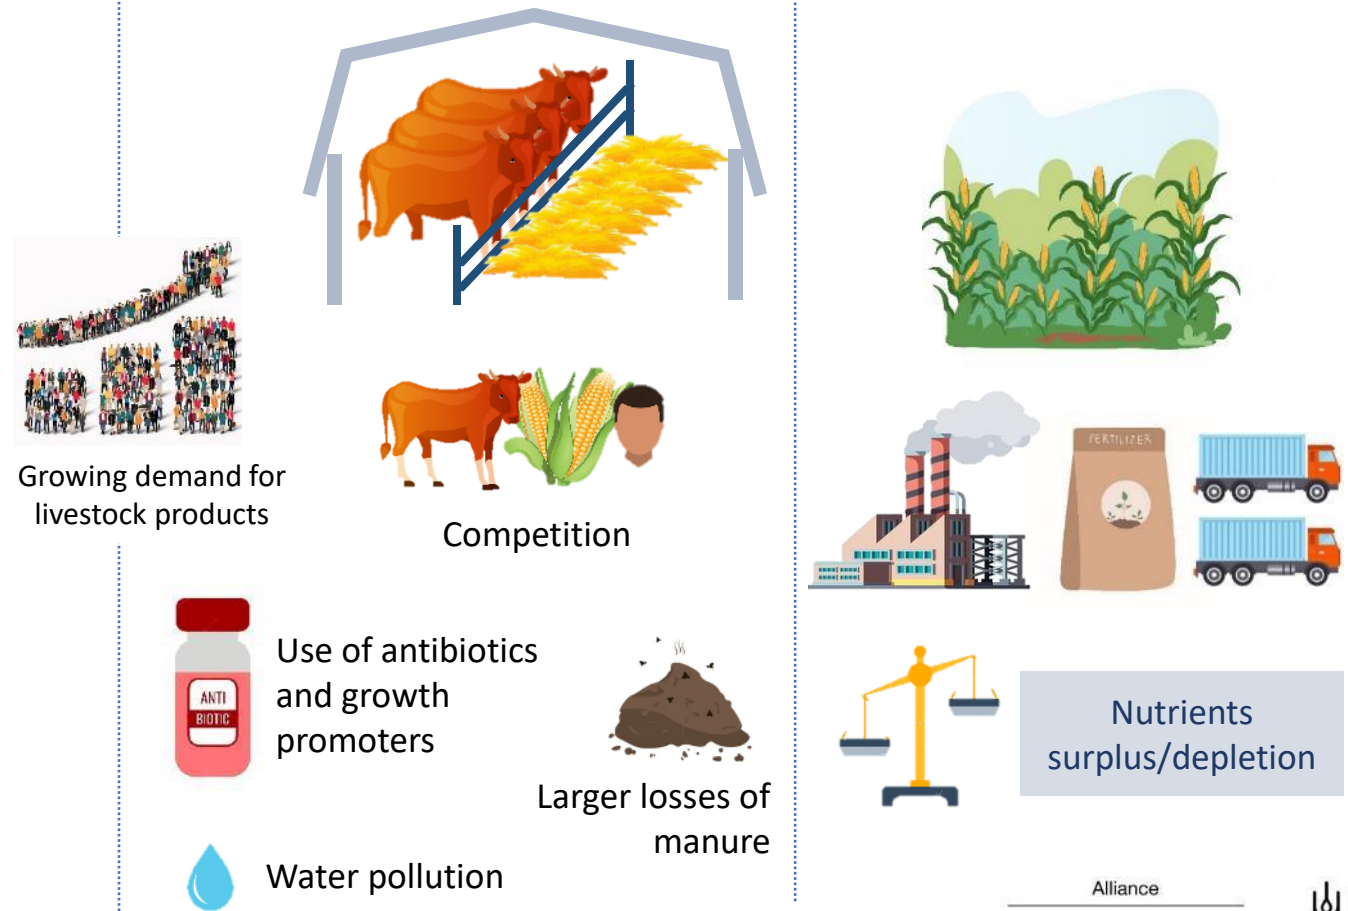 Growing demand for
livestock products
Competition
ANTI
BIOTIC
Use of antibiotics
and growth
promoters
Larger losses of
manure
Water pollution
FERTILIZER
Nutrients
surplus/depletion
Alliance